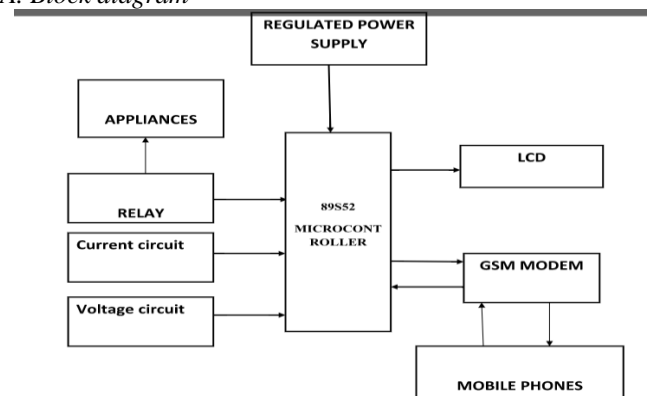 A. Block diagram
REGULATED POWER
SUPPLY
APPLIANCES
LCD
RELAY
89S52
MICROCONT
ROLLER
Current circuit
GSM MODEM
Voltage circuit
MOBILE PHONES